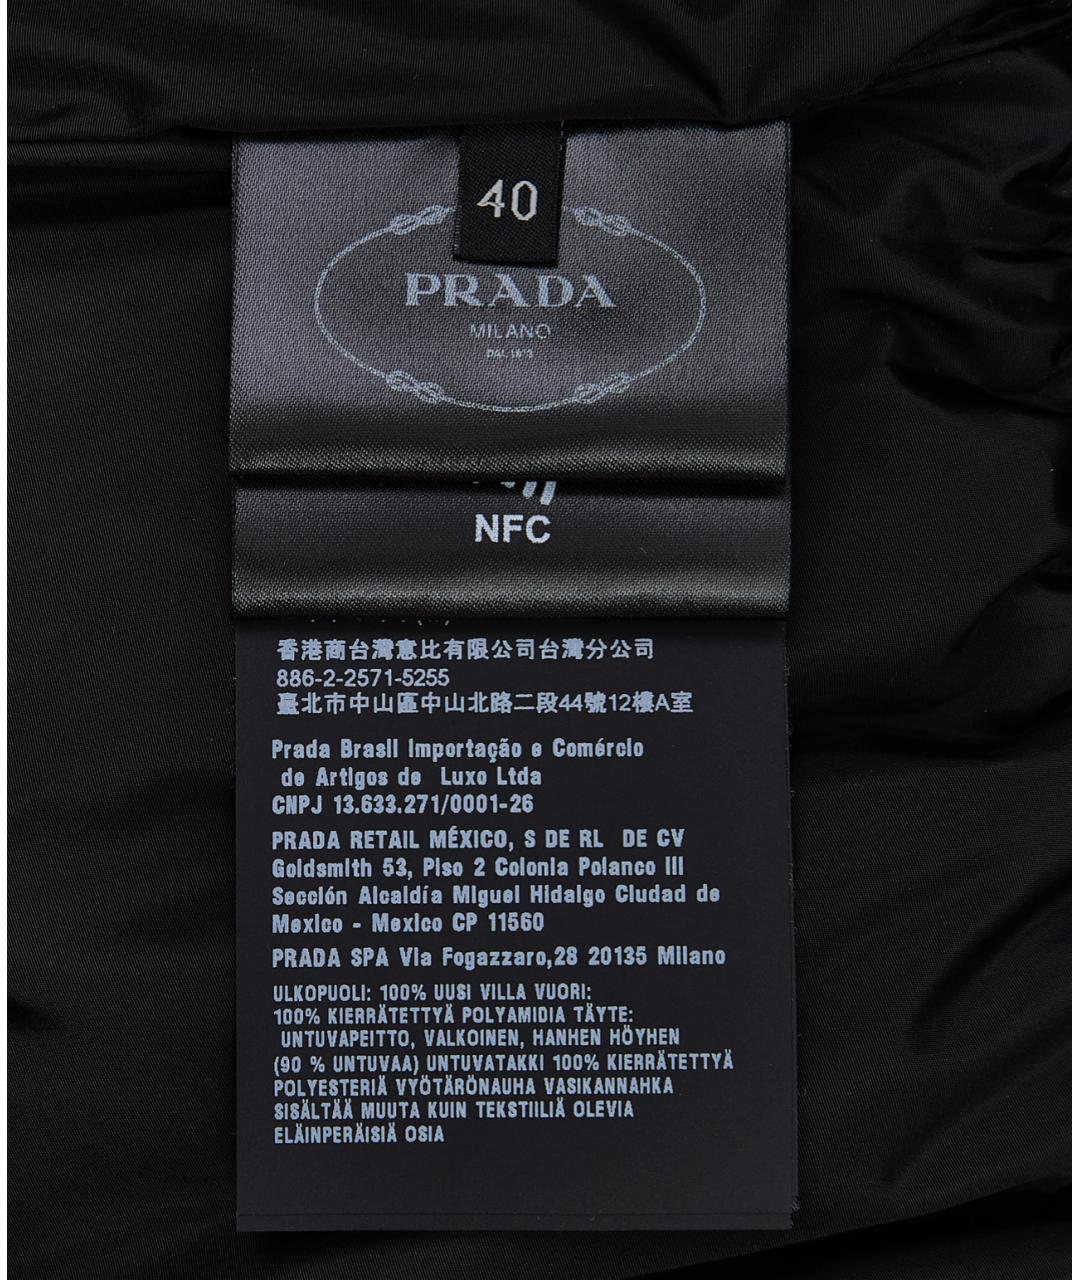 40
PRADA
MILANO
DAL 1913
NFC
香港商台灣意比有限公司台灣分公司
886-2-2571-5255
臺北市中山區中山北路二段44號12樓A室
Prada Brasil Importação e Comércio
de Artigos de Luxo Ltda
CNPJ 13.633.271/0001-26
PRADA RETAIL MÉXICO, S DE RL DE CV
Goldsmith 53, Piso 2 Colonia Polanco III
Sección Alcaldía Miguel Hidalgo Ciudad de
Mexico - Mexico CP 11560
PRADA SPA Via Fogazzaro,28 20135 Milano
ULKOPUOLI: 100% UUSI VILLA VUORI:
100% KIERRÄTETTYÄ POLYAMIDIA TÄYTE:
UNTUVAPEITTO, VALKOINEN, HANHEN HÖYHEN
(90 % UNTUVAA) UNTUVATAKKI 100% KIERRÄTETTYÄ
POLYESTERIÄ VYÖTÄRÖNAUHA VASIKANNAHKA
SISÄLTÄÄ MUUTA KUIN TEKSTIILIÄ OLEVIA
ELÄINPERÄISIÄ OSIA